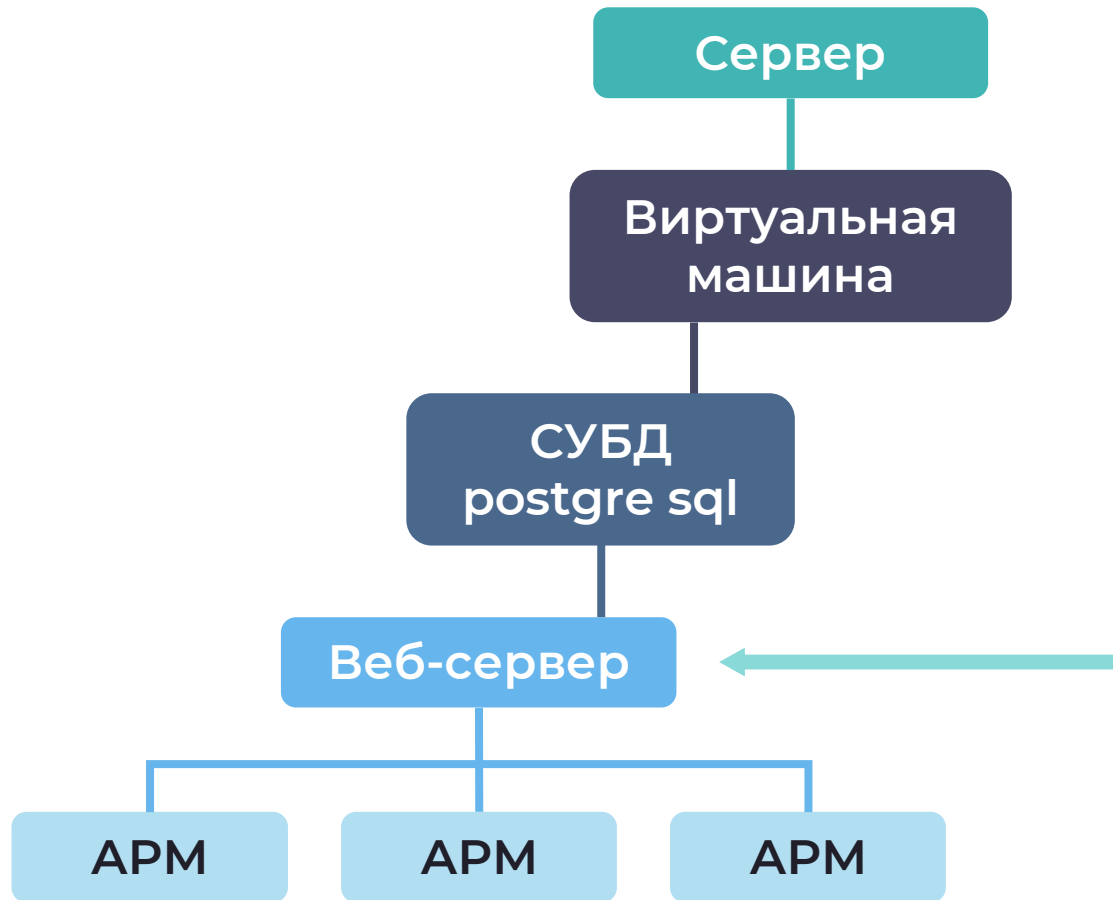 Сервер
Виртуальная
машина
СУБД
postgre sql
Веб-сервер
АРМ
АРМ
АРМ